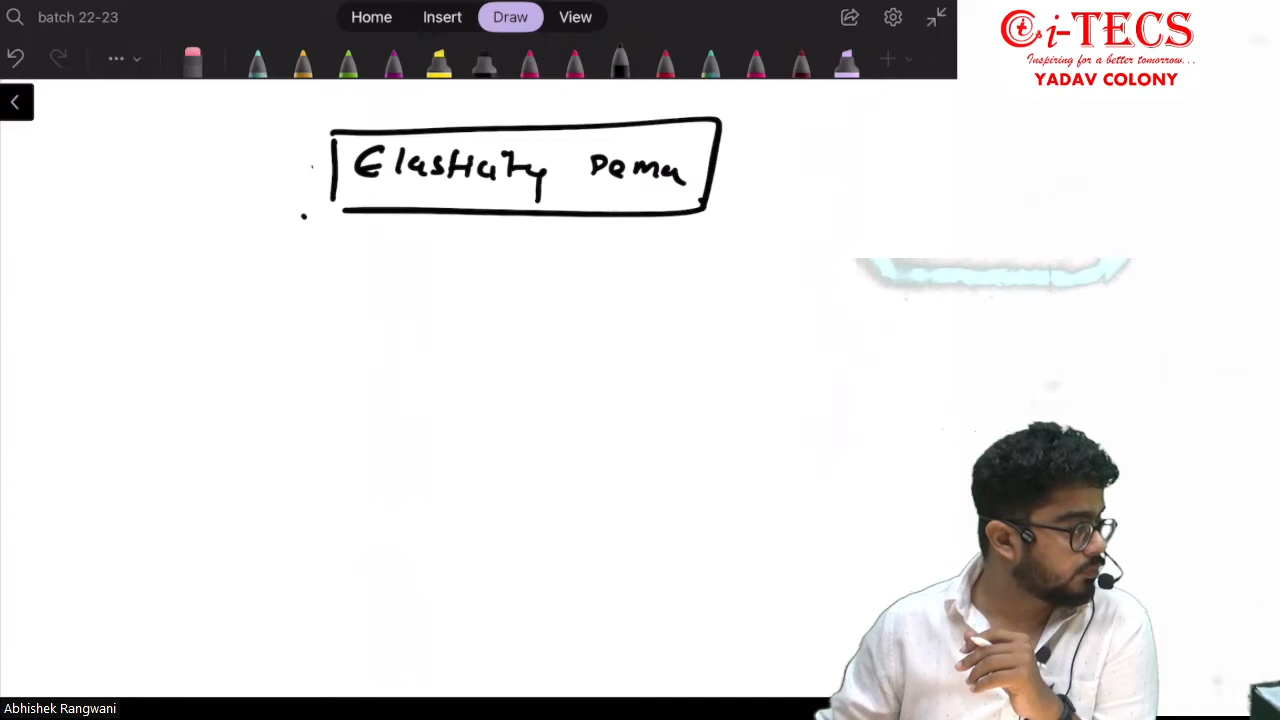 batch 22-23
Home Insert Draw View
i-TECS
Inspiring for a better tomorrow...
YADAV COLONY
Elasticity Dema
Abhishek Rangwani